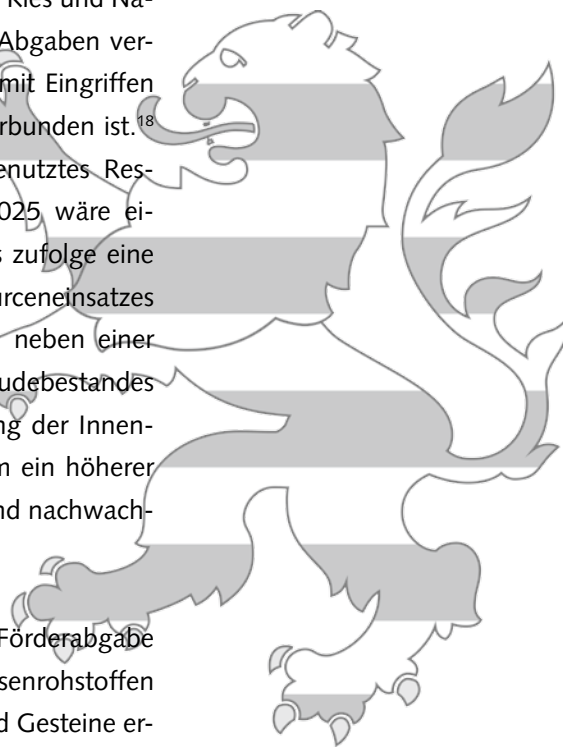 Kies und Na-
Abgaben ver-
mit Eingriffen
rbunden ist.¹⁸
enutztes Res-
025 wäre ei-
s zufolge eine
urceneinsatzes
neben einer
udebestandes
ng der Innen-
n ein höherer
nd nachwach-
Förderabgabe
senrohstoffen
d Gesteine er-